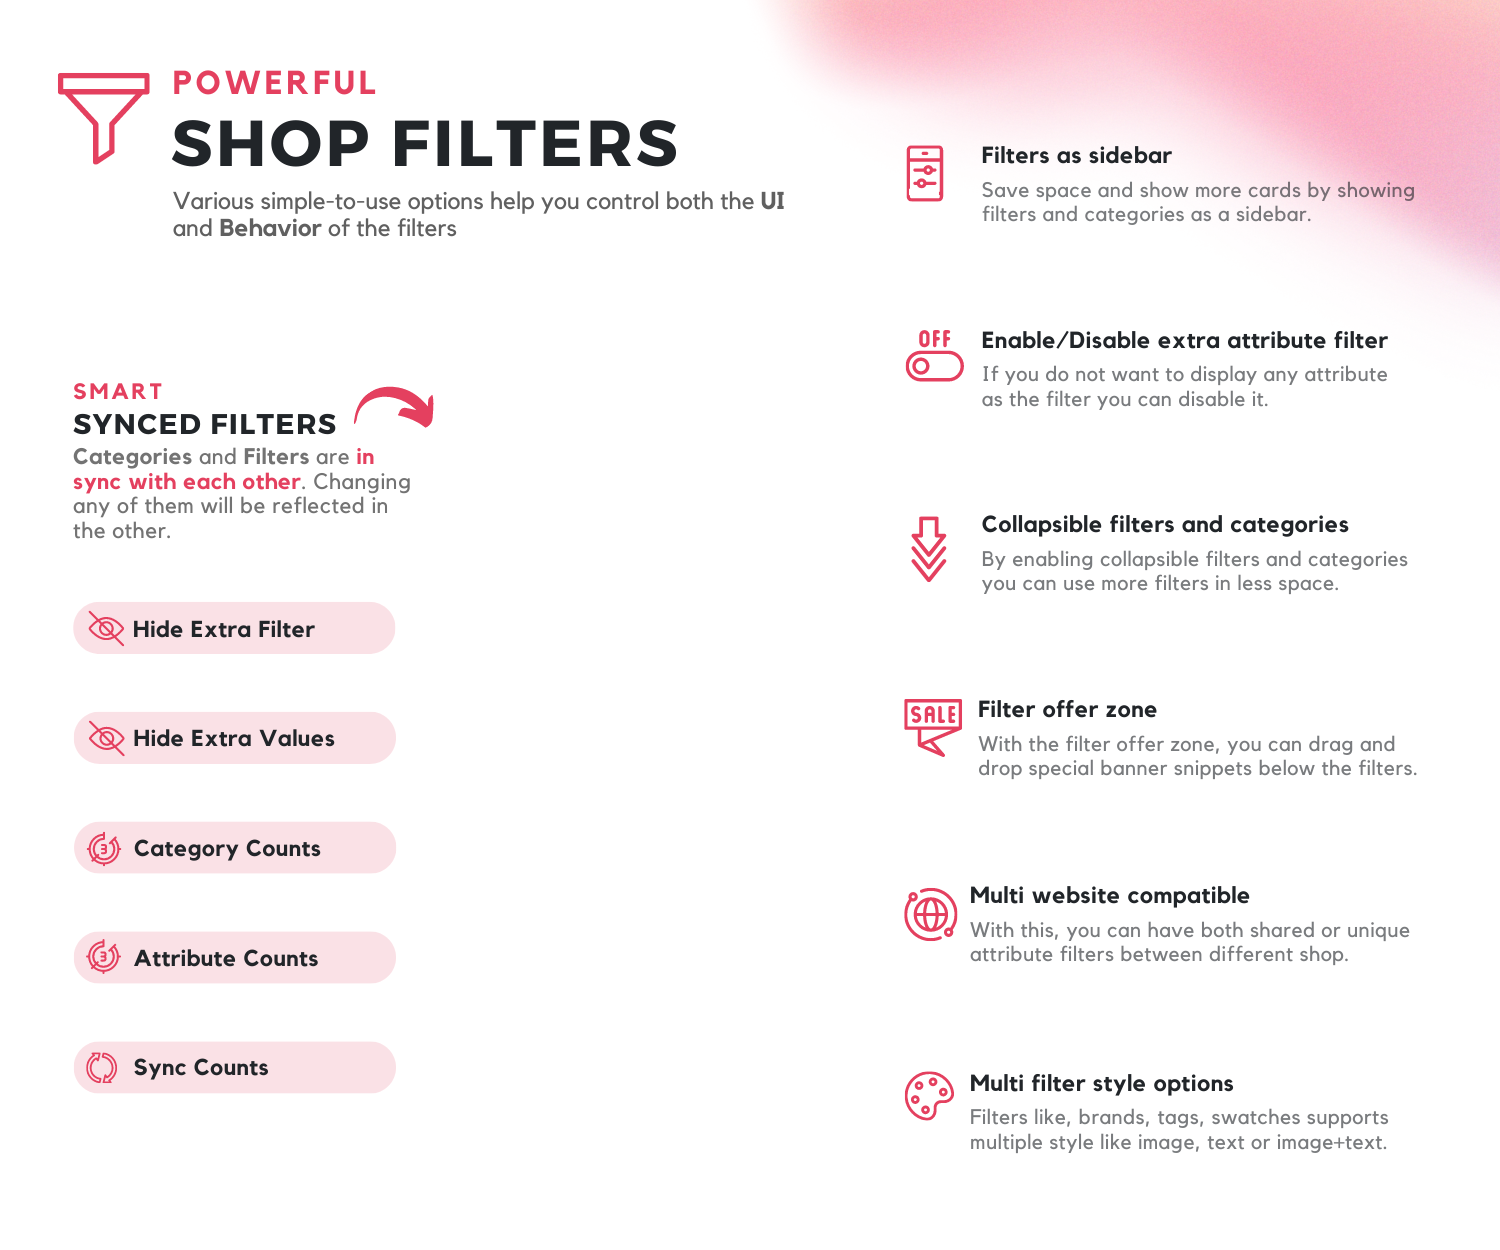 POWERFUL
SHOP FILTERS
Various simple-to-use options help you control both the UI
and Behavior of the filters
SMART
SYNCED FILTERS
Categories and Filters are in
sync with each other. Changing
any of them will be reflected in
the other.
Hide Extra Filter
Hide Extra Values
3
Category Counts
3
Attribute Counts
Sync Counts
Filters as sidebar
Save space and show more cards by showing
filters and categories as a sidebar.
OFF
Enable/Disable extra attribute filter
If you do not want to display any attribute
as the filter you can disable it.
Collapsible filters and categories
By enabling collapsible filters and categories
you can use more filters in less space.
SALE
Filter offer zone
With the filter offer zone, you can drag and
drop special banner snippets below the filters.
Multi website compatible
With this, you can have both shared or unique
attribute filters between different shop.
Multi filter style options
Filters like, brands, tags, swatches supports
multiple style like image, text or image+text.